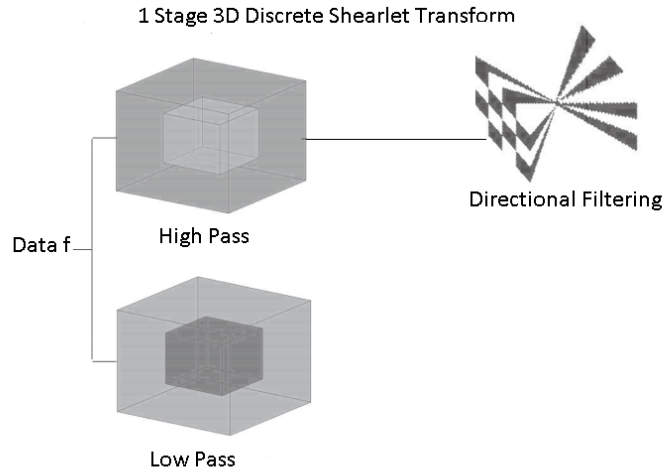 1 Stage 3D Discrete Shearlet Transform
Directional Filtering
High Pass
Data f
Low Pass